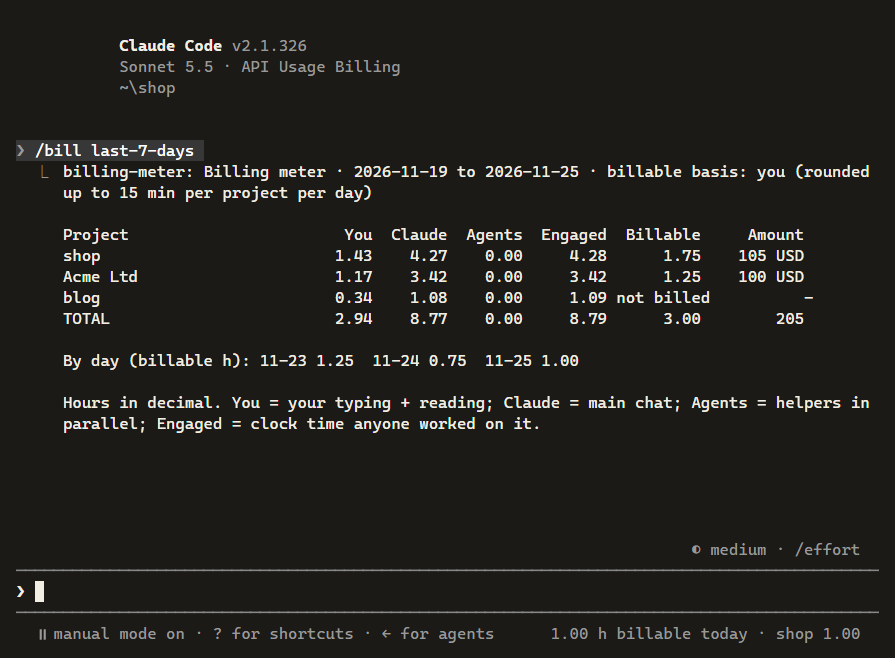 Claude Code v2.1.326
Sonnet 5.5 · API Usage Billing
~\shop
❯ /bill last-7-days
⎿ billing-meter: Billing meter · 2026-11-19 to 2026-11-25 · billable basis: you (rounded
up to 15 min per project per day)
Project You Claude Agents Engaged Billable Amount
shop 1.43 4.27 0.00 4.28 1.75 105 USD
Acme Ltd 1.17 3.42 0.00 3.42 1.25 100 USD
blog 0.34 1.08 0.00 1.09 not billed –
TOTAL 2.94 8.77 0.00 8.79 3.00 205
By day (billable h): 11-23 1.25 11-24 0.75 11-25 1.00
Hours in decimal. You = your typing + reading; Claude = main chat; Agents = helpers in
parallel; Engaged = clock time anyone worked on it.
◐ medium · /effort
❯
⏸ manual mode on · ? for shortcuts · ← for agents 1.00 h billable today · shop 1.00